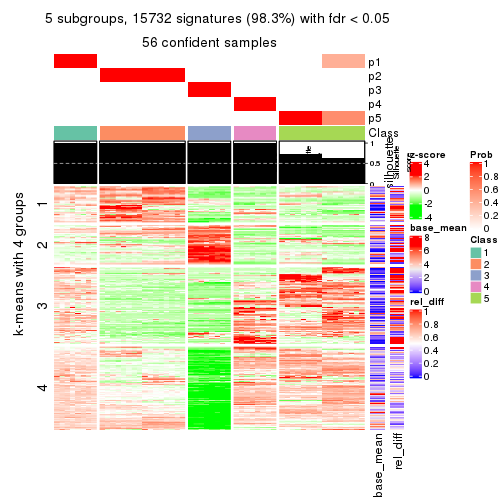 5 subgroups, 15732 signatures (98.3%) with fdr < 0.05
56 confident samples
p1
p2
p3
p4
p5
Class
1
0.5
0
silhouettes
Silhouette
score
k-means with 4 groups
1
2
3
4
base_mean
rel_diff
z-score
4
2
0
-2
-4
base_mean
8
6
4
2
0
rel_diff
1
0.8
0.6
0.4
0.2
0
Prob
1
0.8
0.6
0.4
0.2
0
Class
1
2
3
4
5